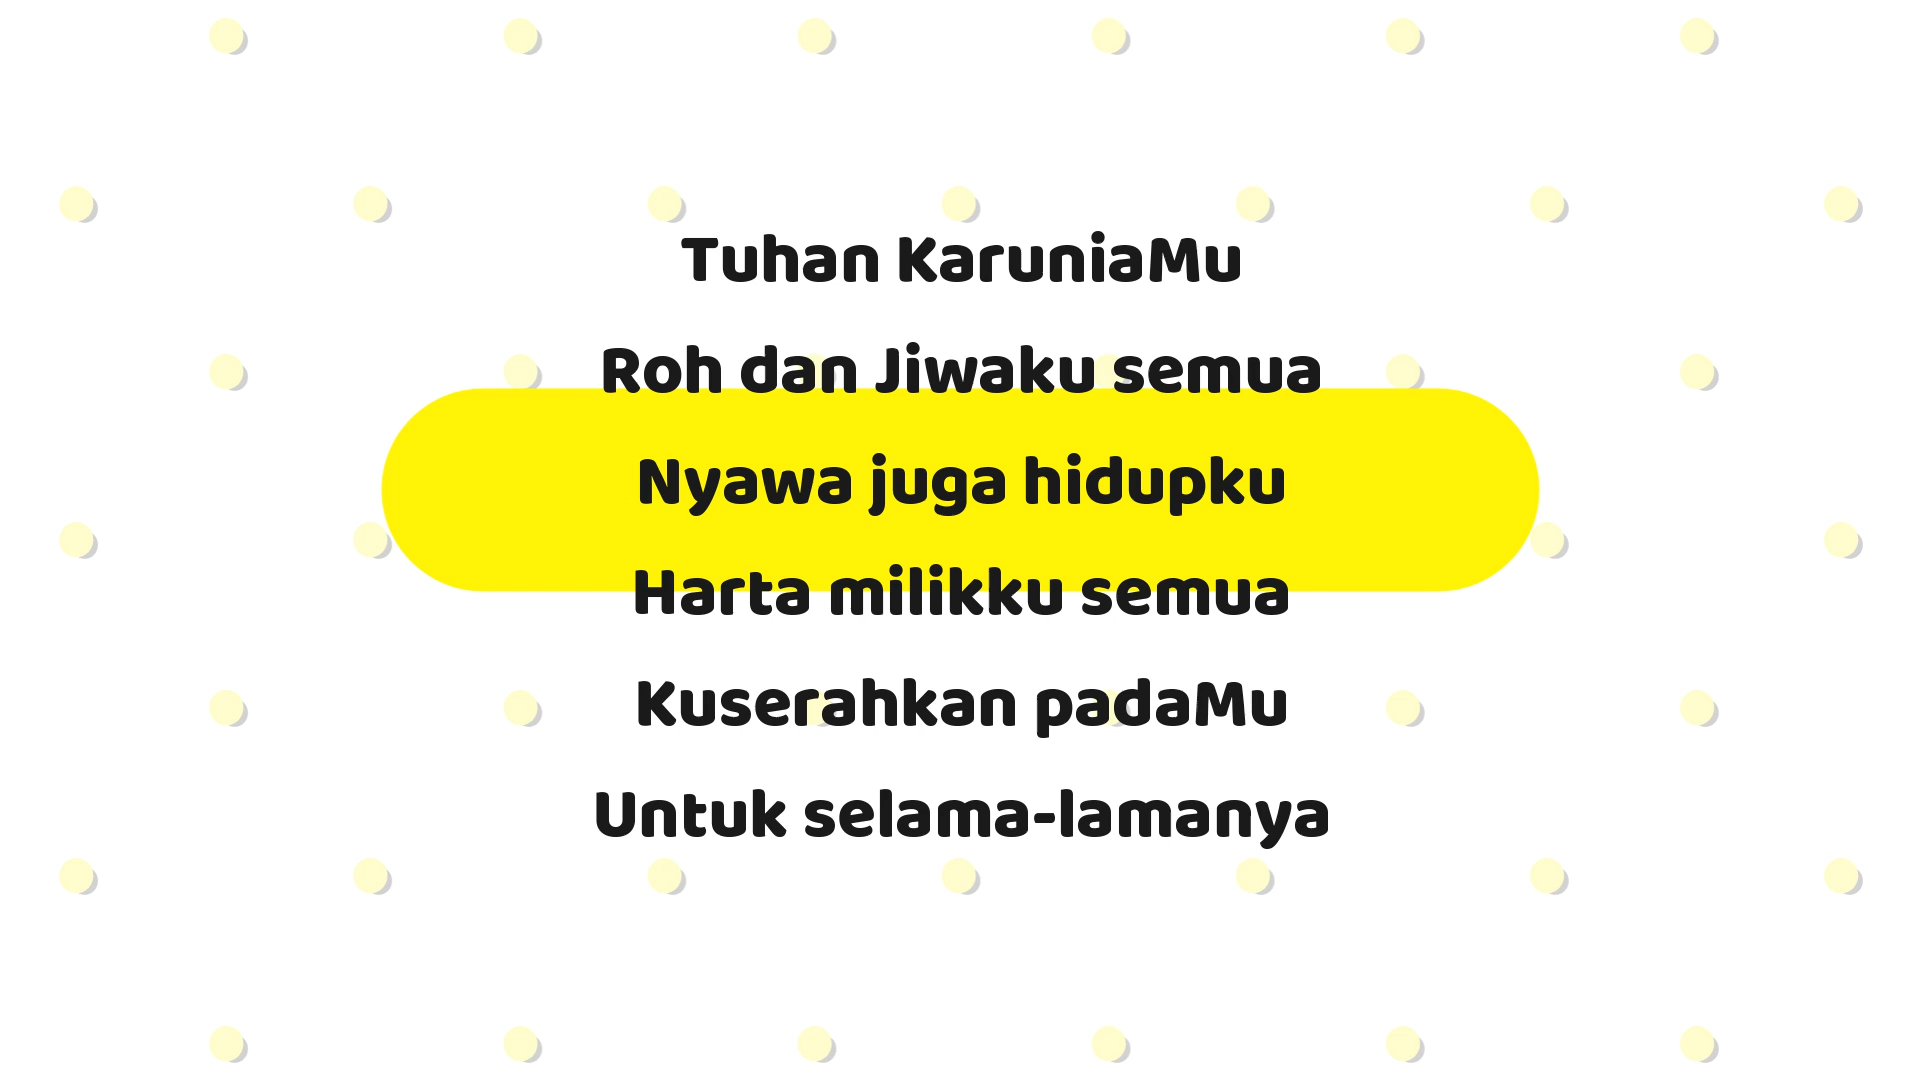 Tuhan KaruniaMu
Roh dan Jiwaku semua
Nyawa juga hidupku
Harta milikku semua
Kuserahkan padaMu
Untuk selama-lamanya